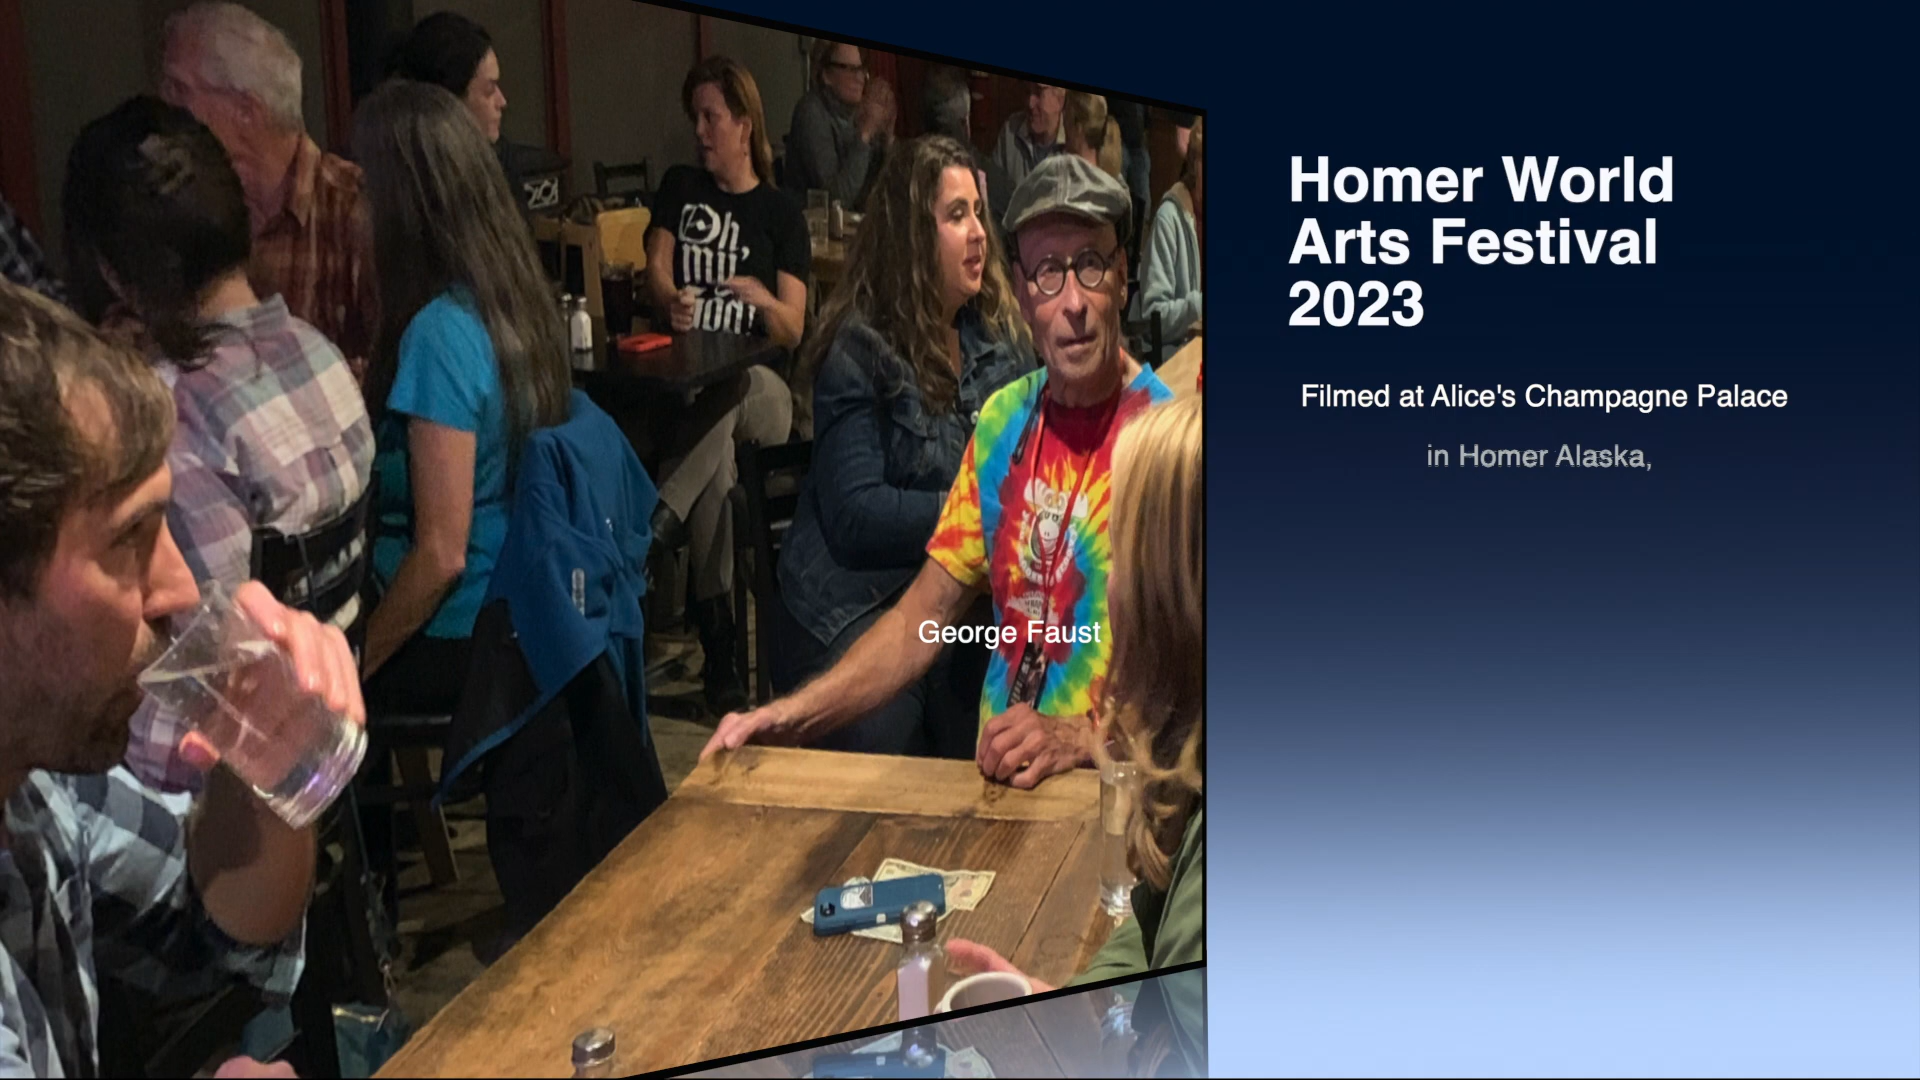 Homer World
Arts Festival
2023
Filmed at Alice's Champagne Palace
in Homer Alaska,
Oh,
my
God!
George Faust